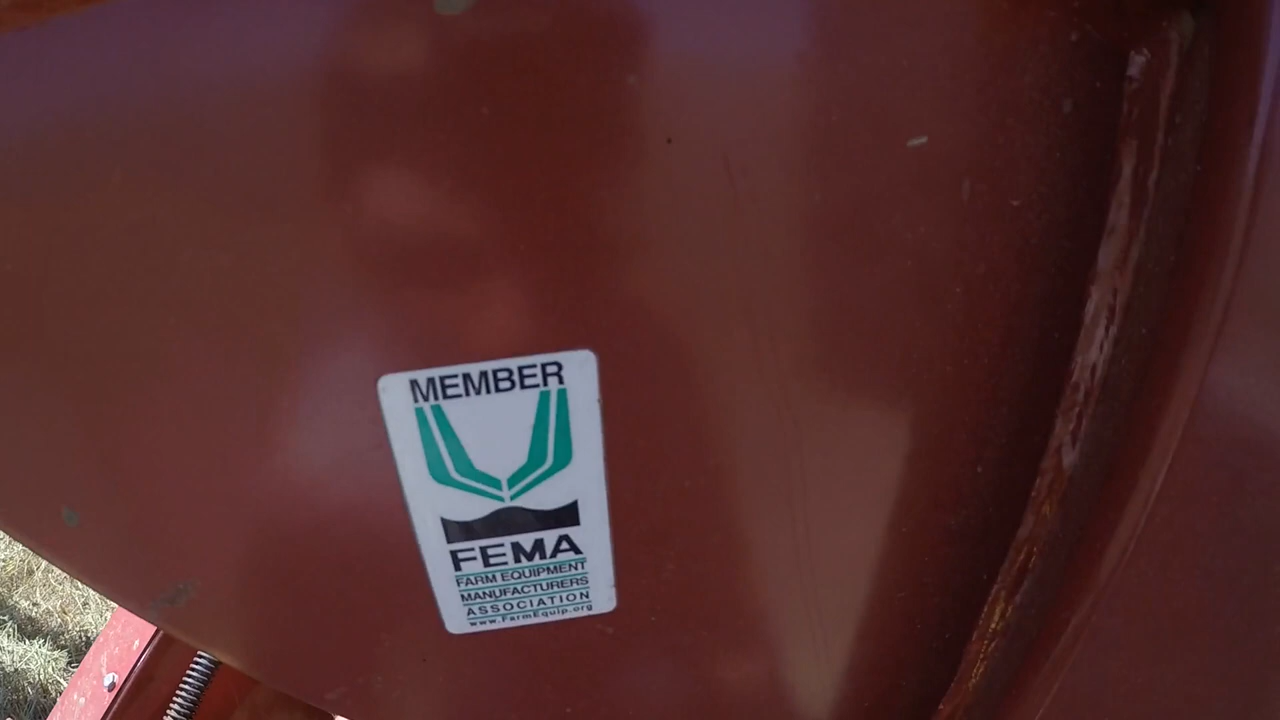 MEMBER
FEMA
FARM EQUIPMENT
MANUFACTURERS
ASSOCIATION
www.FarmEquip.org